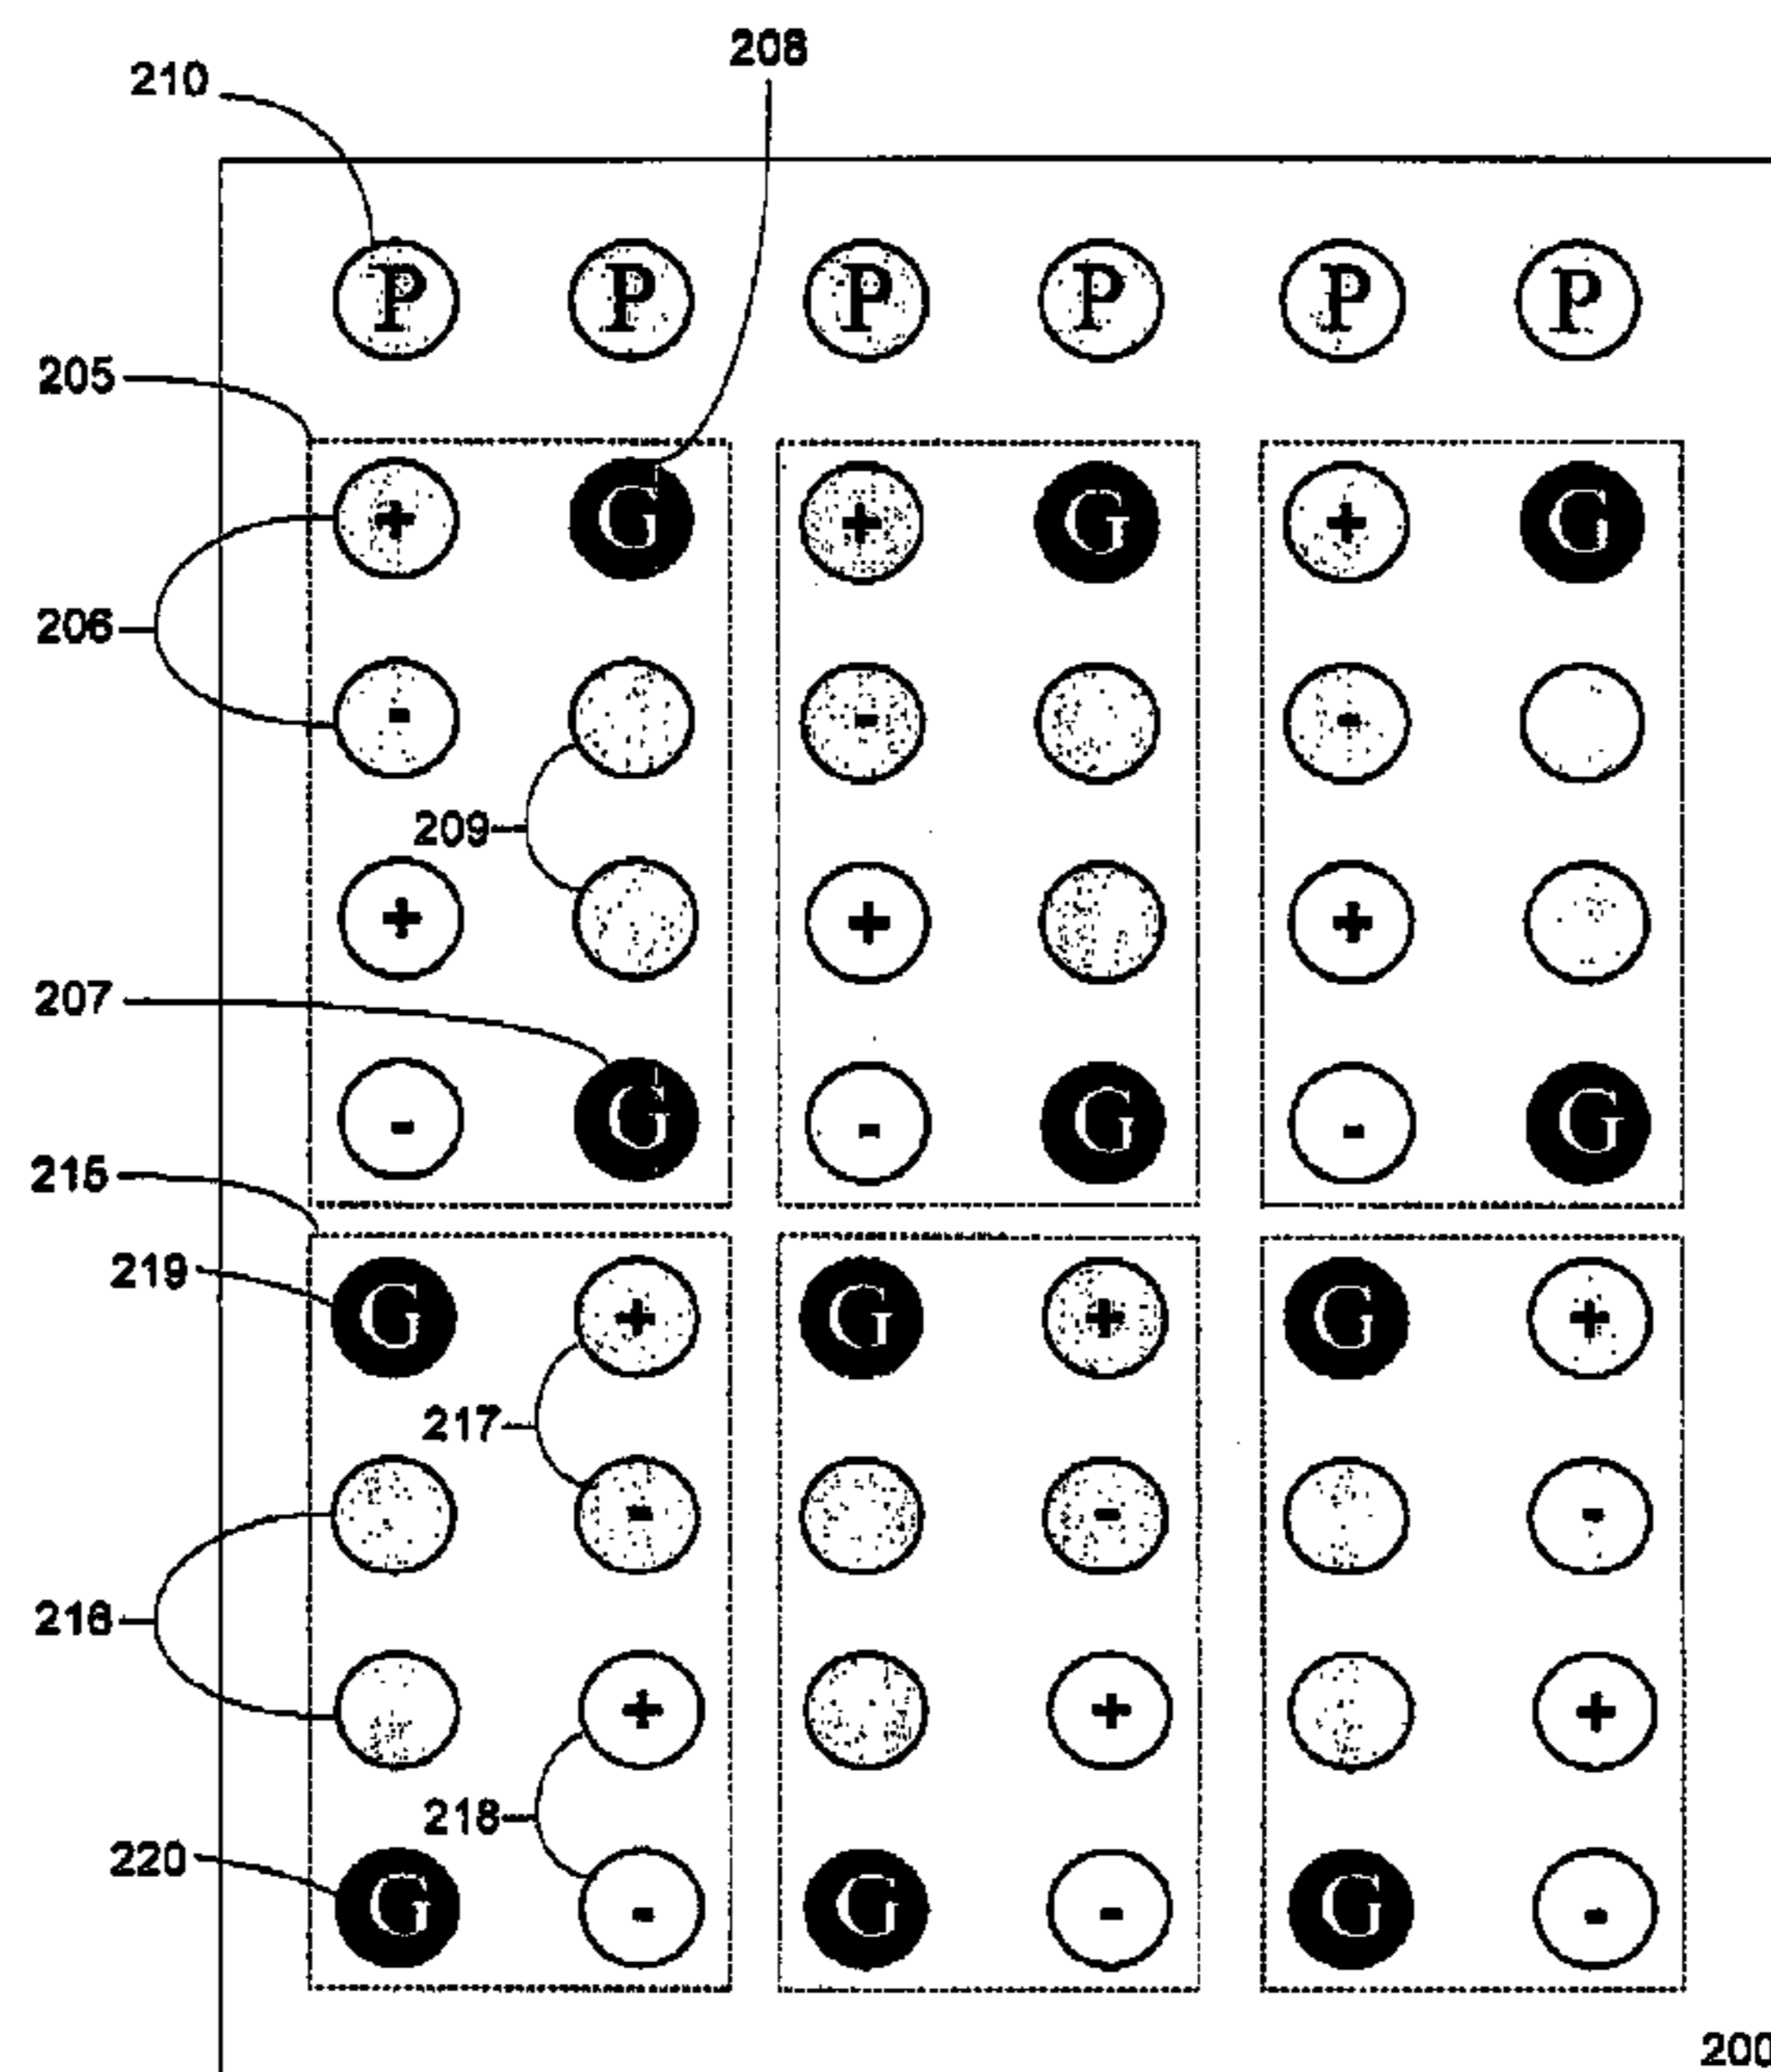 208
210
P P P P P P
205
+ G + G + G
206
- - -
209
+ + +
207
- G - G - G
215
219
G + G + G +
217
- - -
216
+ + +
218
220
G - G - G -
200